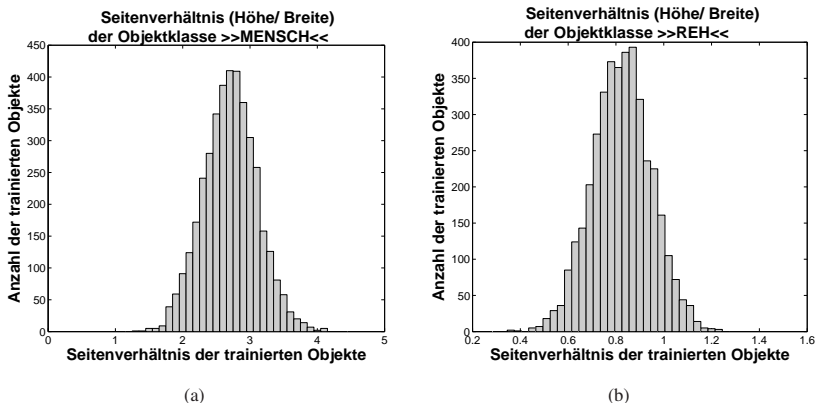 Seitenverhältnis (Höhe/ Breite)
der Objektklasse >>MENSCH<<
450
400
350
300
250
200
150
100
50
0
Anzahl der trainierten Objekte
0 1 2 3 4 5
Seitenverhältnis der trainierten Objekte
(a)
Seitenverhältnis (Höhe/ Breite)
der Objektklasse >>REH<<
400
350
300
250
200
150
100
50
0
Anzahl der trainierten Objekte
0.2 0.4 0.6 0.8 1 1.2 1.4 1.6
Seitenverhältnis der trainierten Objekte
(b)